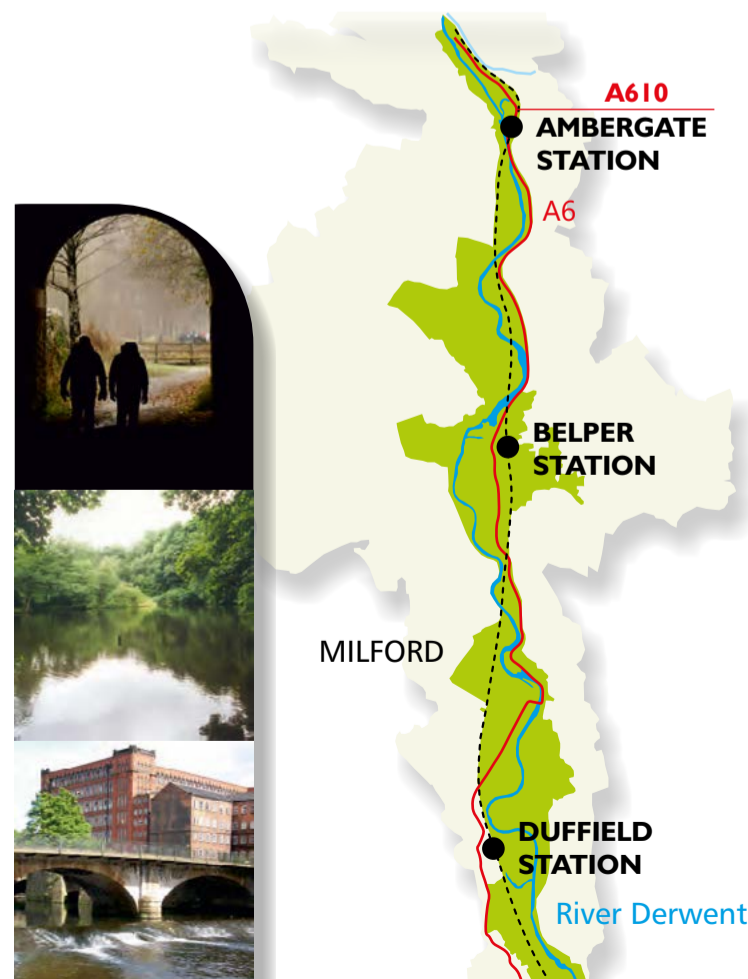 A610
AMBERGATE
STATION
A6
BELPER
STATION
MILFORD
DUFFIELD
STATION
River Derwent